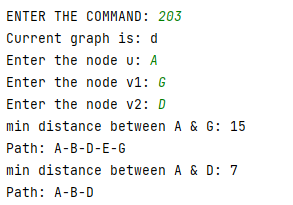 ENTER THE COMMAND: 203
Current graph is: d
Enter the node u: A
Enter the node v1: G
Enter the node v2: D
min distance between A & G: 15
Path: A-B-D-E-G
min distance between A & D: 7
Path: A-B-D